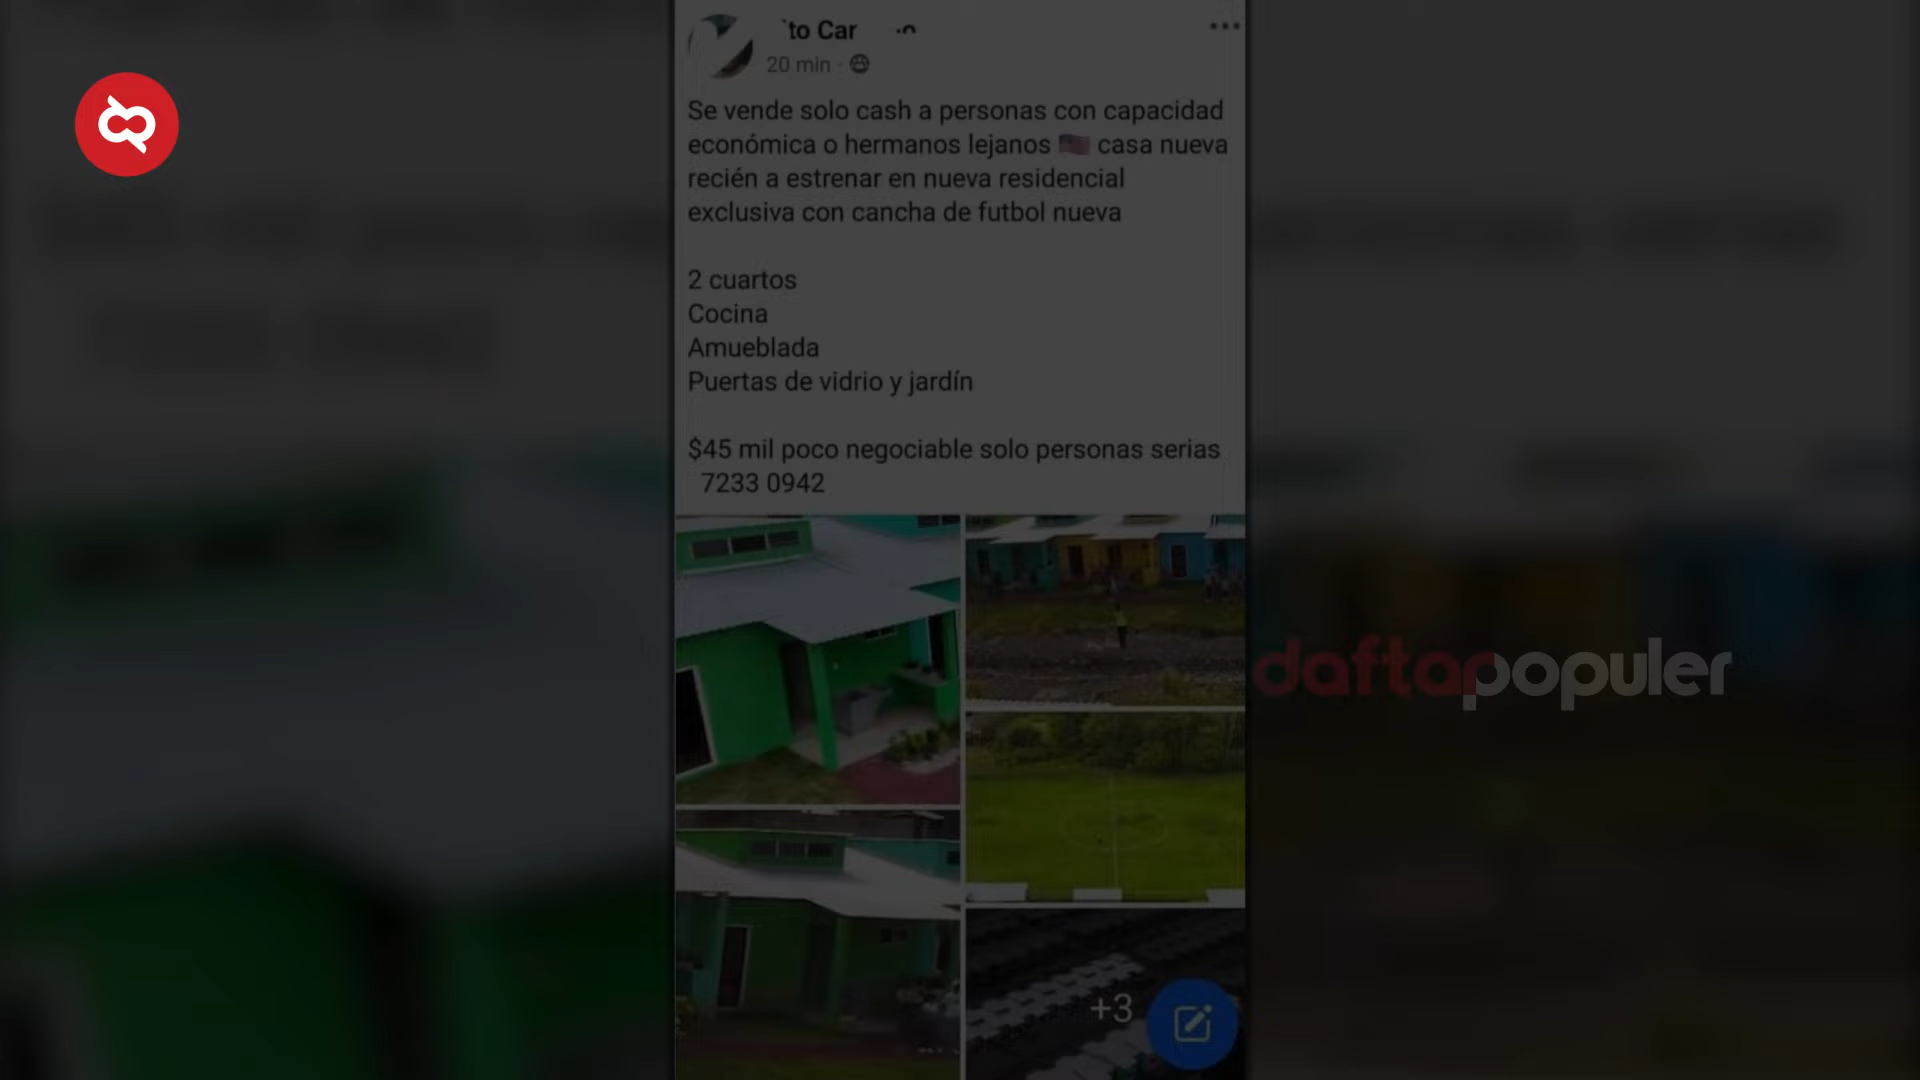 to Car
20 min ·
Se vende solo cash a personas con capacidad
económica o hermanos lejanos 🇺🇸 casa nueva
recién a estrenar en nueva residencial
exclusiva con cancha de futbol nueva
2 cuartos
Cocina
Amueblada
Puertas de vidrio y jardín
$45 mil poco negociable solo personas serias
7233 0942
+3
daftapopuler